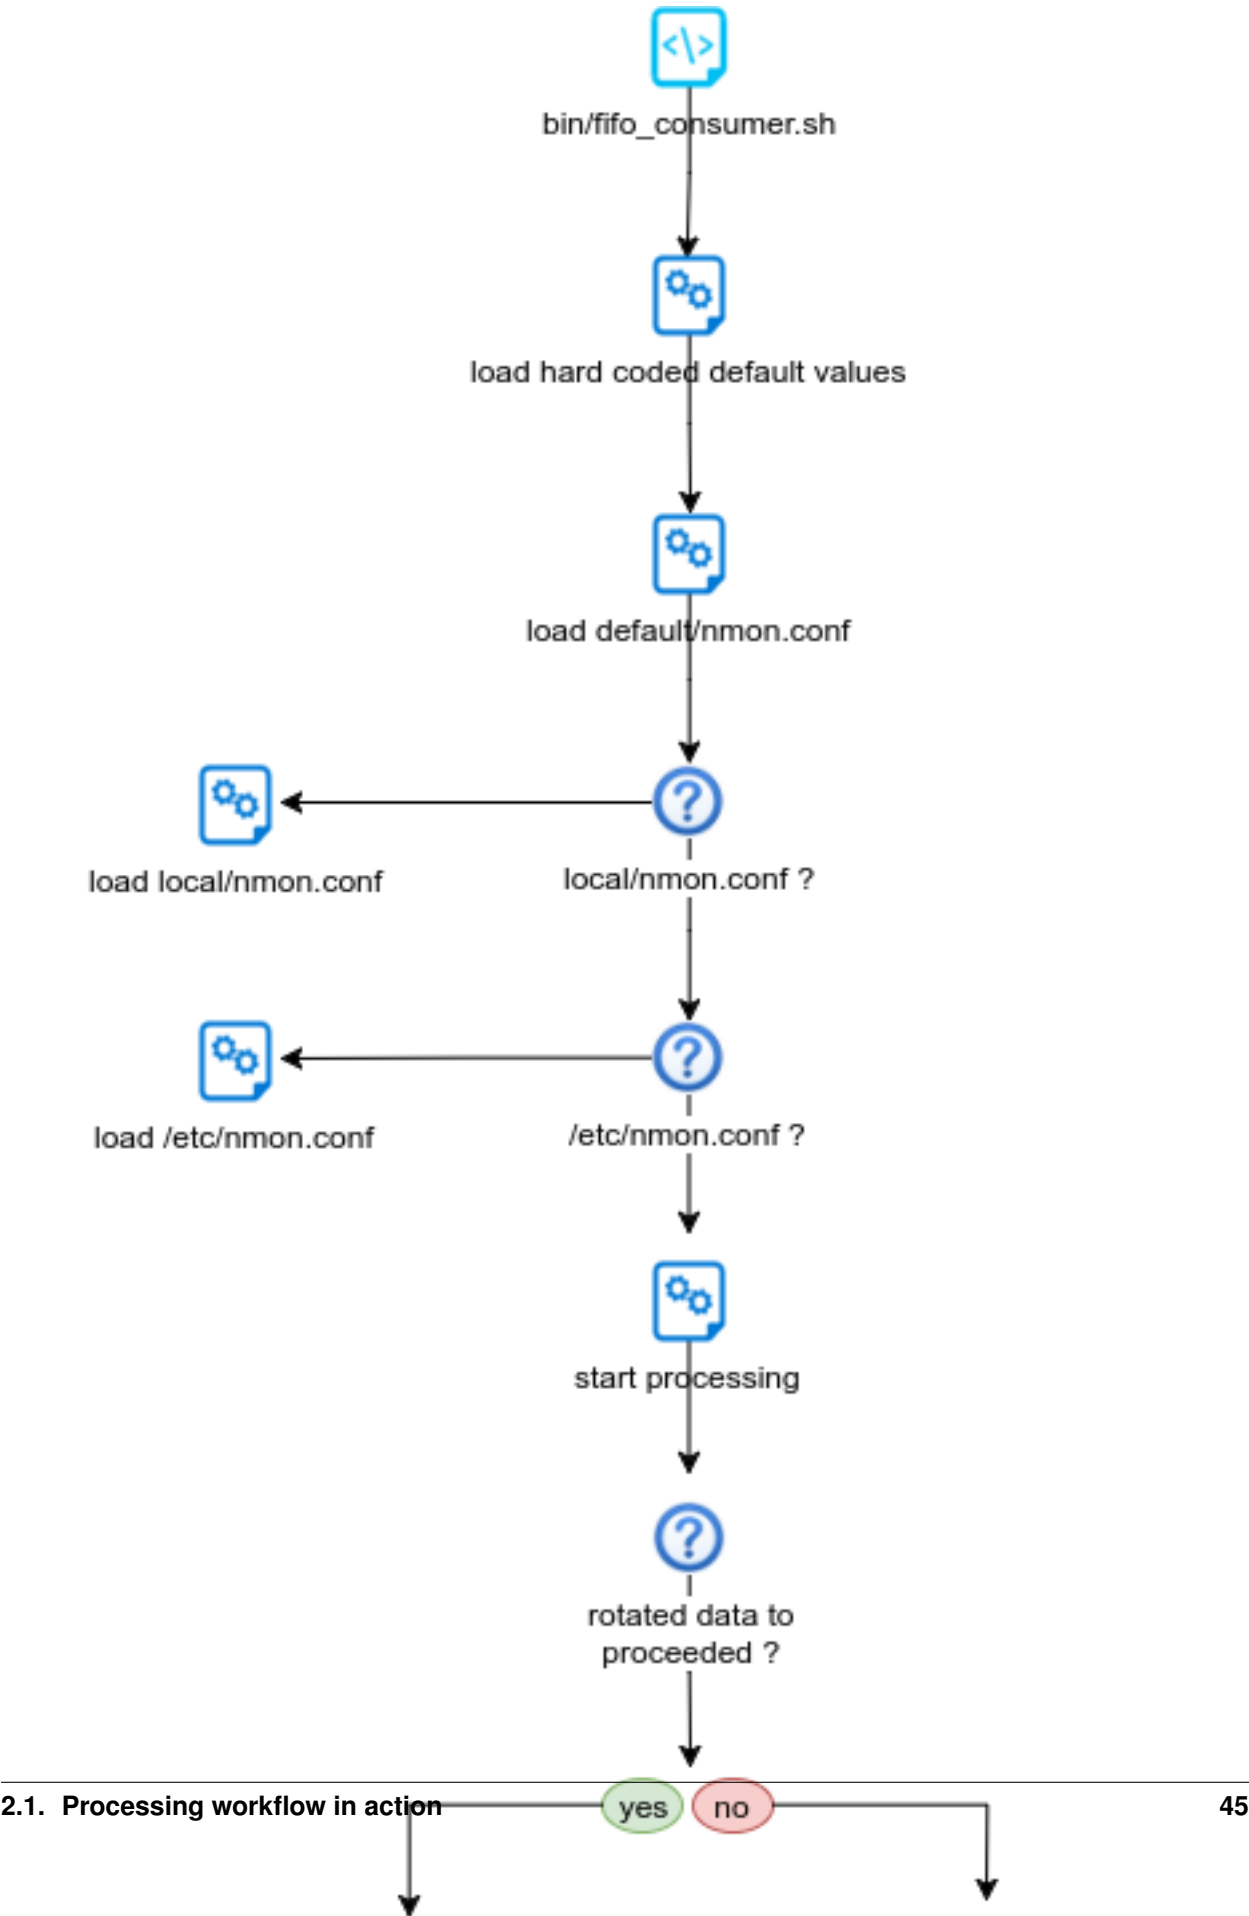 </>
bin/fifo_consumer.sh
load hard coded default values
load default/nmon.conf
load local/nmon.conf
local/nmon.conf ?
load /etc/nmon.conf
/etc/nmon.conf ?
start processing
rotated data to
proceeded ?
yes
no
2.1. Processing workflow in action
45